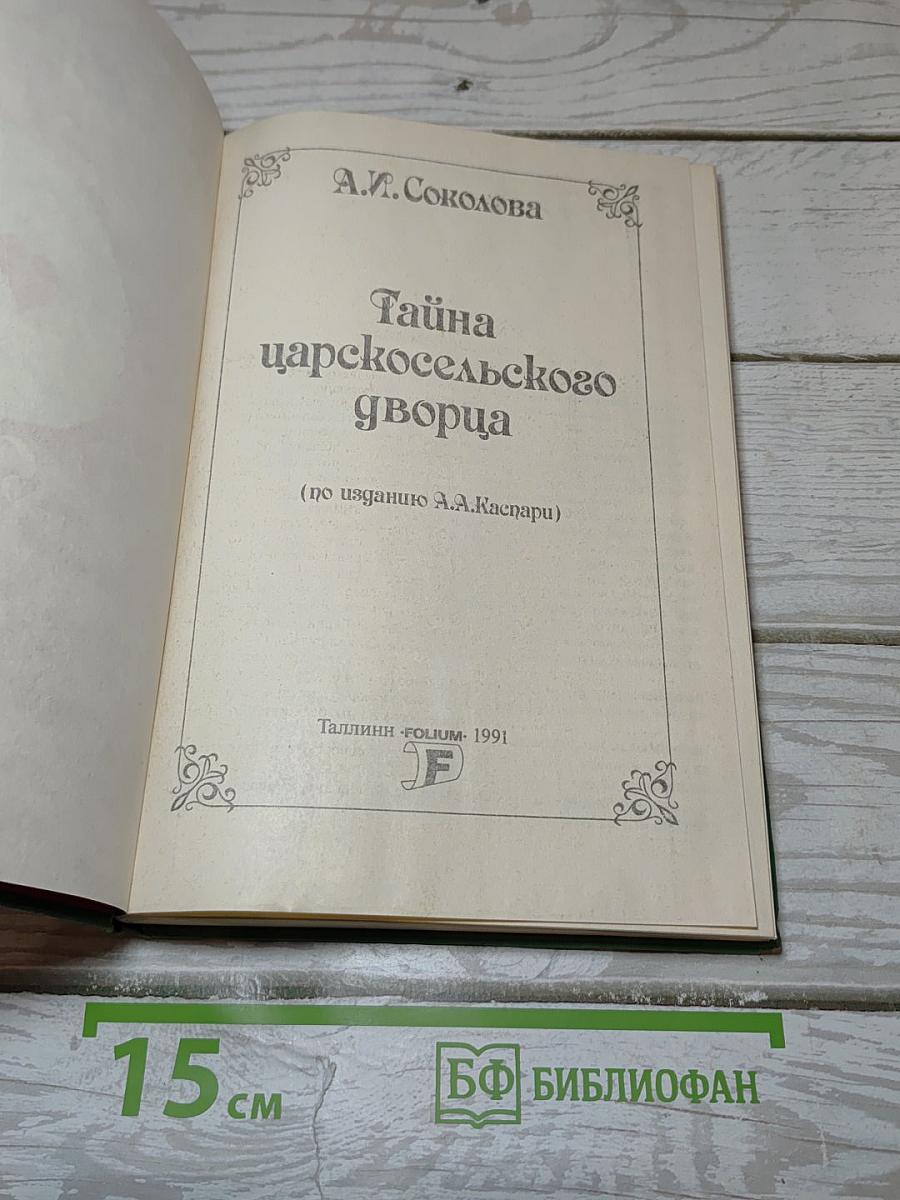 А.И.Соколова
Тайна
царскосельского
дворца
(по изданию А.А.Каспари)
Таллинн ·FOLIUM· 1991
F
15 см
БФ БИБЛИОФАН